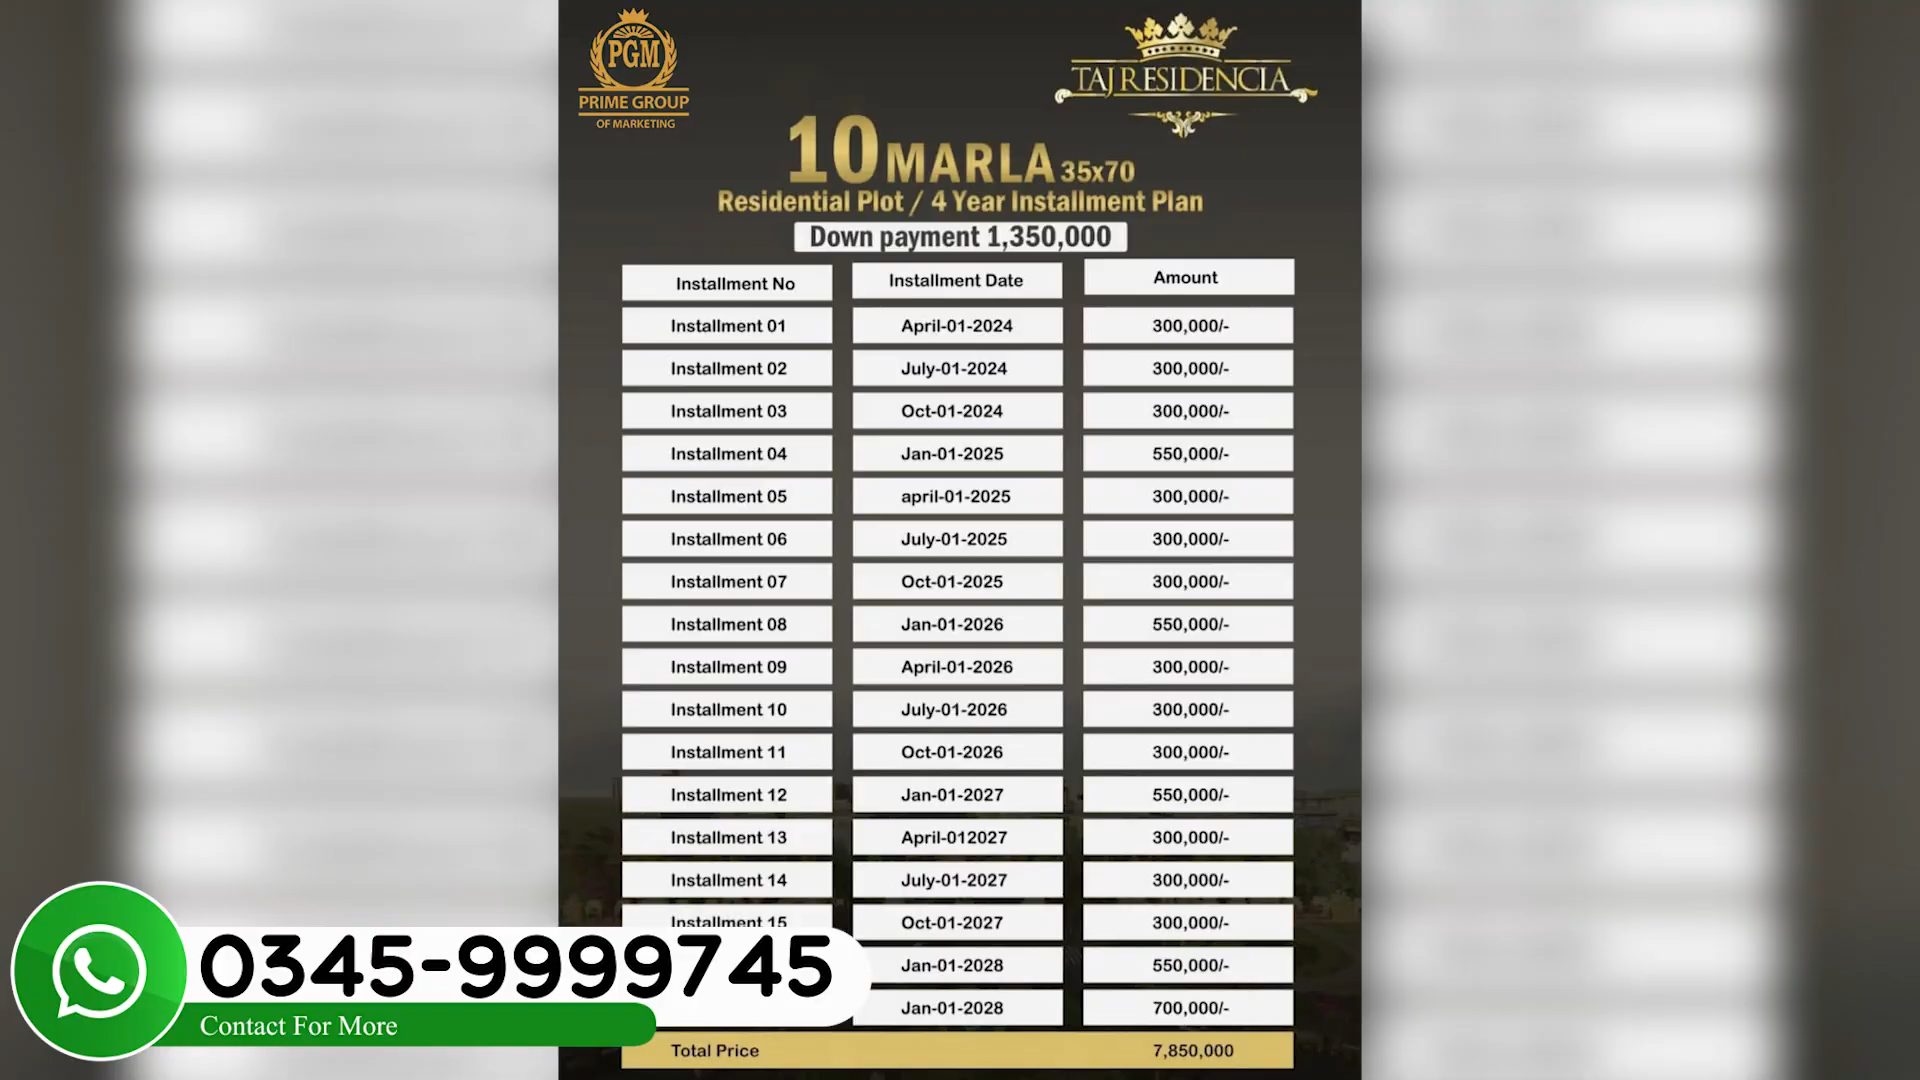 PGM
PRIME GROUP
OF MARKETING
TAJ RESIDENCIA
10 MARLA 35x70
Residential Plot / 4 Year Installment Plan
Down payment 1,350,000
Installment No Installment Date Amount
Installment 01 April-01-2024 300,000/-
Installment 02 July-01-2024 300,000/-
Installment 03 Oct-01-2024 300,000/-
Installment 04 Jan-01-2025 550,000/-
Installment 05 april-01-2025 300,000/-
Installment 06 July-01-2025 300,000/-
Installment 07 Oct-01-2025 300,000/-
Installment 08 Jan-01-2026 550,000/-
Installment 09 April-01-2026 300,000/-
Installment 10 July-01-2026 300,000/-
Installment 11 Oct-01-2026 300,000/-
Installment 12 Jan-01-2027 550,000/-
Installment 13 April-012027 300,000/-
Installment 14 July-01-2027 300,000/-
Installment 15 Oct-01-2027 300,000/-
Jan-01-2028 550,000/-
Jan-01-2028 700,000/-
Total Price 7,850,000
0345-9999745
Contact For More